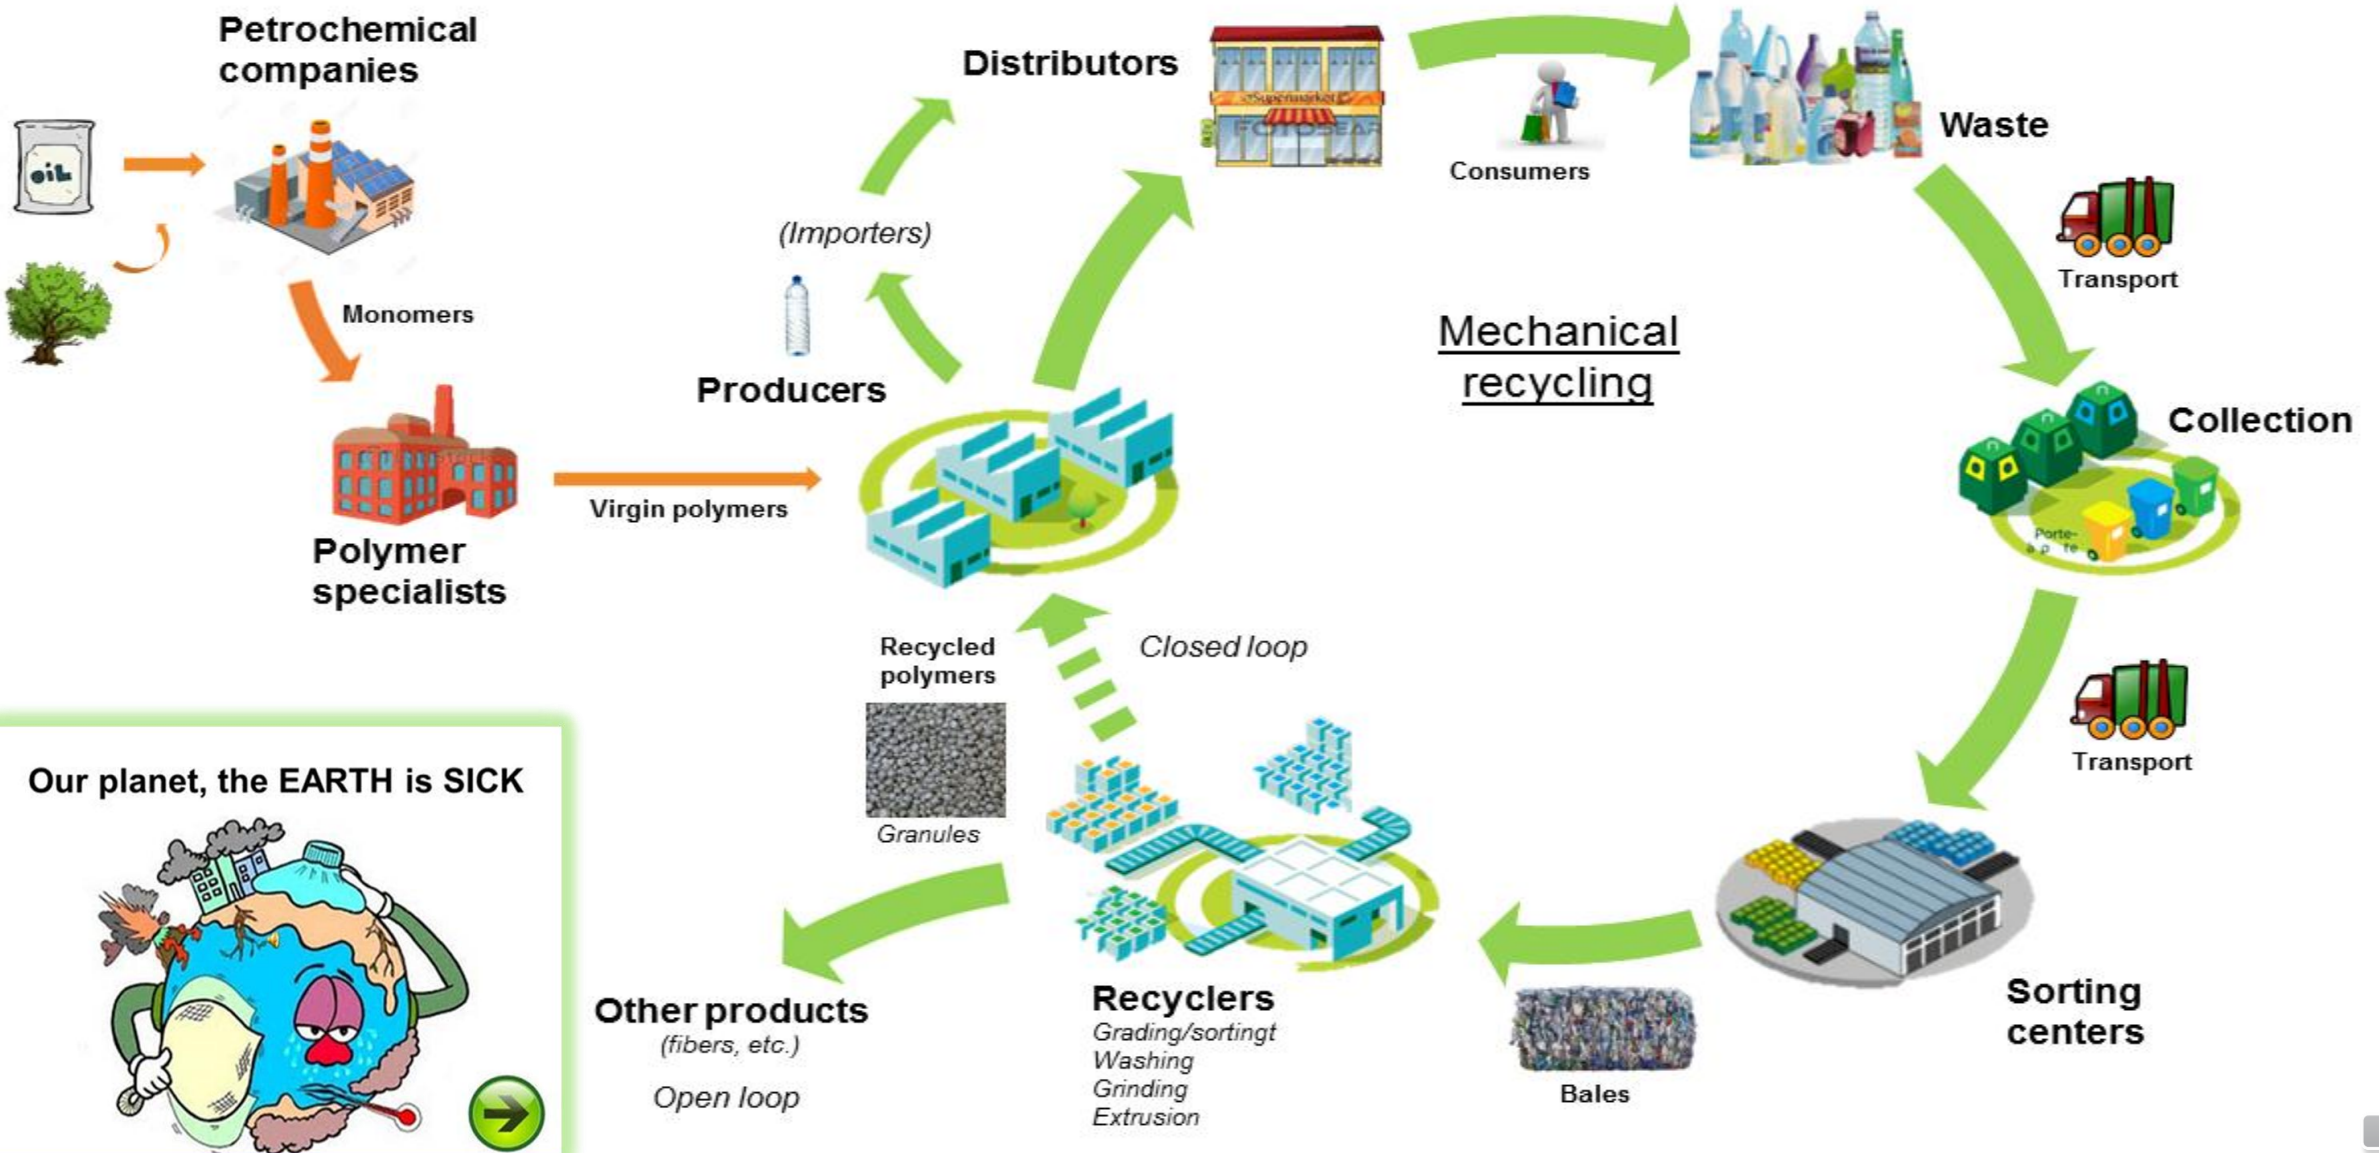 Petrochemical
companies
OiL
Monomers
Polymer
specialists
Virgin polymers
Producers
(Importers)
Distributors
Supermarket
Consumers
Waste
Transport
Mechanical
recycling
Collection
Porte-
Transport
Sorting
centers
Bales
Recyclers
Grading/sortingt
Washing
Grinding
Extrusion
Closed loop
Recycled
polymers
Granules
Other products
(fibers, etc.)
Open loop
Our planet, the EARTH is SICK